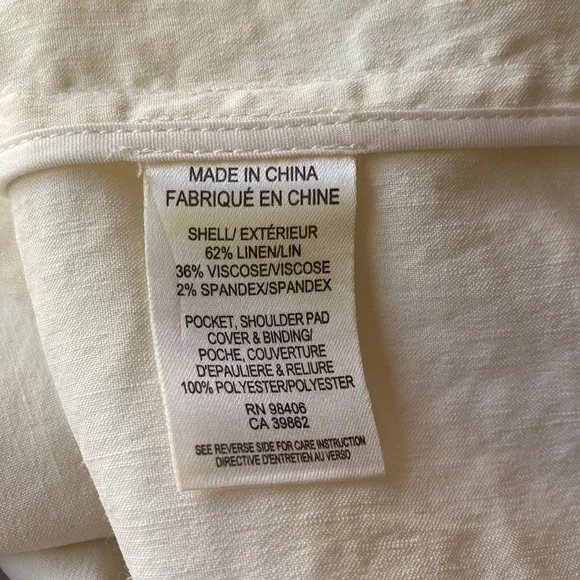 MADE IN CHINA
FABRIQUÉ EN CHINE
SHELL/ EXTÉRIEUR
62% LINEN/LIN
36% VISCOSE/VISCOSE
2% SPANDEX/SPANDEX
POCKET, SHOULDER PAD
COVER & BINDING/
POCHE, COUVERTURE
D'EPAULIERE & RELIURE
100% POLYESTER/POLYESTER
RN 98406
CA 39862
SEE REVERSE SIDE FOR CARE INSTRUCTION
DIRECTIVE D'ENTRETIEN AU VERSO